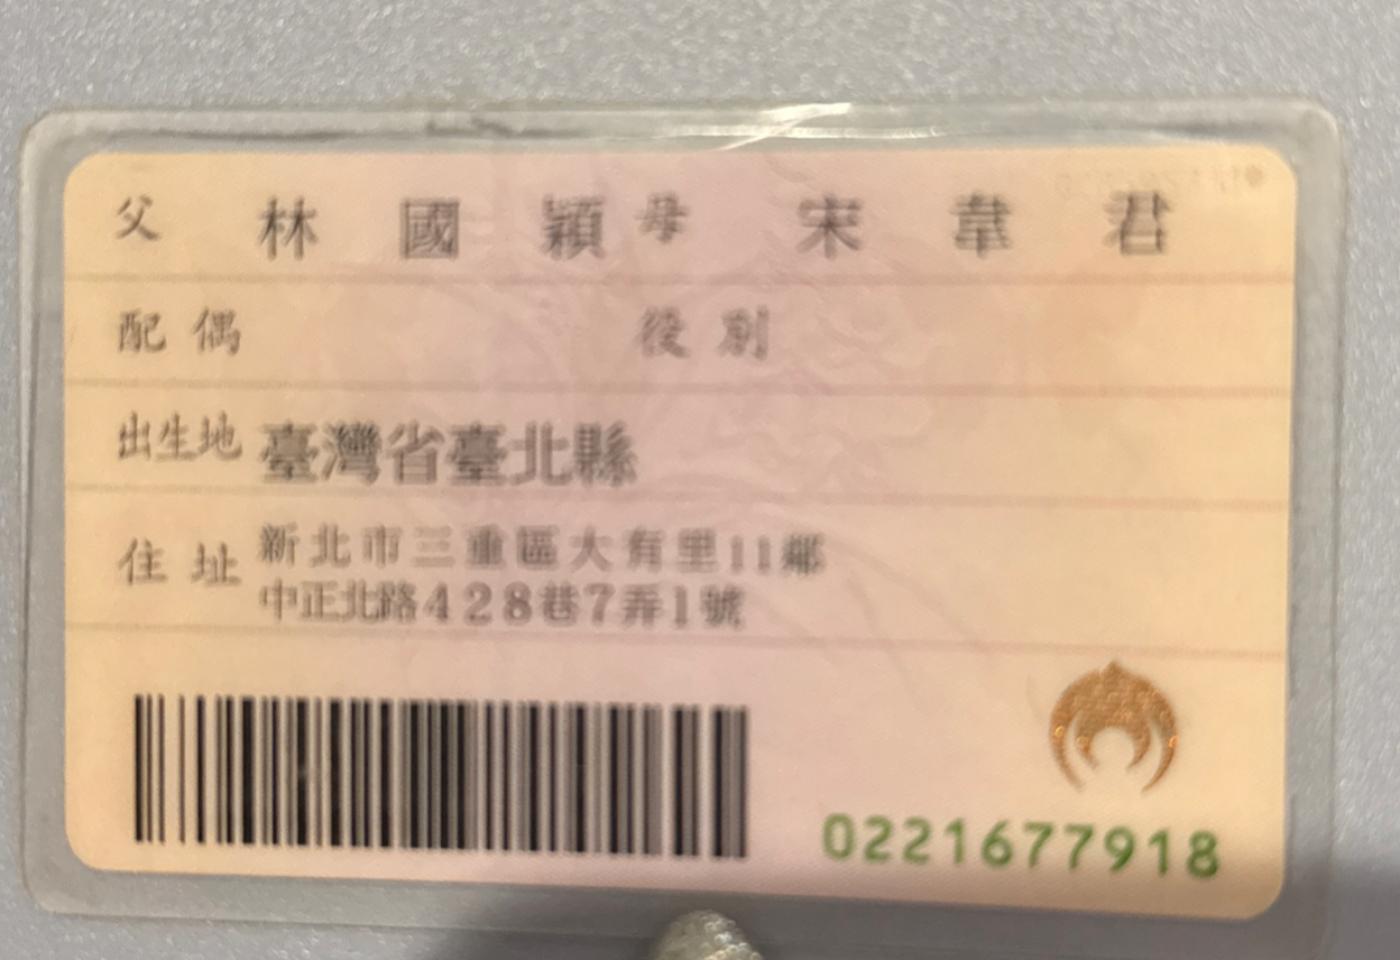 父 林國穎 母 宋葦君
配偶 役別
出生地 臺灣省臺北縣
住址 新北市三重區大有里11鄰
中正北路428巷7弄1號
0221677918